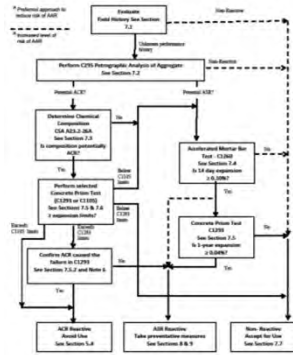 Preferred approach to
reduce risk of AAR
Increased level of
risk of AAR
Evaluate
Field History See Section
7.1
Non-Reactive
Unknown performance
history
Perform C295 Petrographic Analysis of Aggregate
See Section 7.2
Non-Reactive
Potential ACR?
Potential ASR?
Determine Chemical
Composition
CSA A23.2-26A
See Section 7.3
Is composition potentially
ACR?
No
Yes
Accelerated Mortar Bar
Test - C1260
See Section 7.4
Is 14 day expansion
≥ 0.10%?
No
Yes
Perform selected
Concrete Prism Test
(C1293 or C1105)
See Sections 7.5 & 7.6
≥ expansion limits?
Below
C1105
limits
Below
C1293
limits
Exceeds
C1105
limits
Exceeds
C1293
limits
Concrete Prism Test
C1293
See Section 7.5
Is 1-year expansion
≥ 0.04%?
No
Yes
Confirm ACR caused the
failure in C1293
See Section 7.5.2 and Note 6
No
Yes
ACR Reactive
Avoid Use
See Section 5.4
ASR Reactive
Take preventative measures
See Sections 8 & 9
Non-Reactive
Accept for Use
See Section 7.7